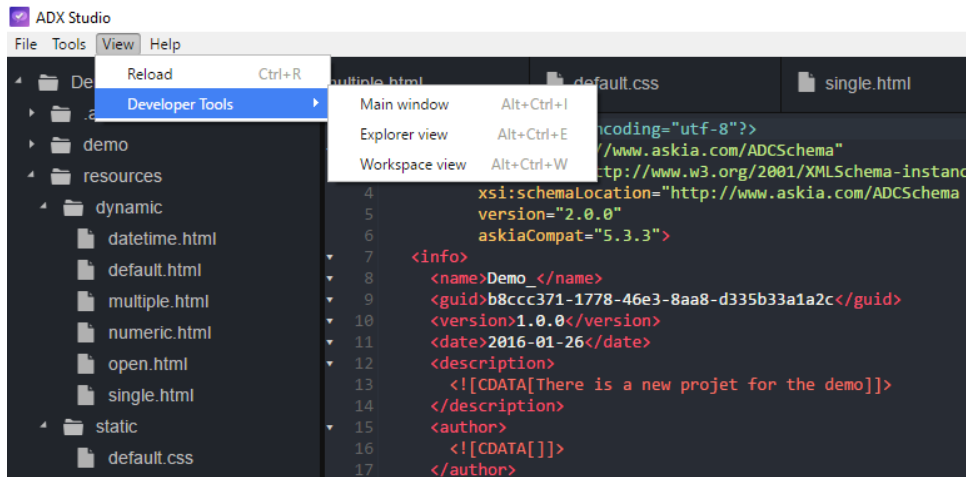 ADX Studio
File Tools View Help
Reload Ctrl+R
Developer Tools
Main window Alt+Ctrl+I
Explorer view Alt+Ctrl+E
Workspace view Alt+Ctrl+W
De
demo
resources
dynamic
datetime.html
default.html
multiple.html
numeric.html
open.html
single.html
static
default.css
multiple.html
default.css
single.html
ncoding="utf-8"?>
//www.askia.com/ADCSchema"
ttp://www.w3.org/2001/XMLSchema-instanc
4 xsi:schemaLocation="http://www.askia.com/ADCSchema
5 version="2.0.0"
6 askiaCompat="5.3.3">
7 <info>
8 <name>Demo_</name>
9 <guid>b8ccc371-1778-46e3-8aa8-d335b33a1a2c</guid>
10 <version>1.0.0</version>
11 <date>2016-01-26</date>
12 <description>
13 <![CDATA[There is a new projet for the demo]]>
14 </description>
15 <author>
16 <![CDATA[]]>
17 </author>